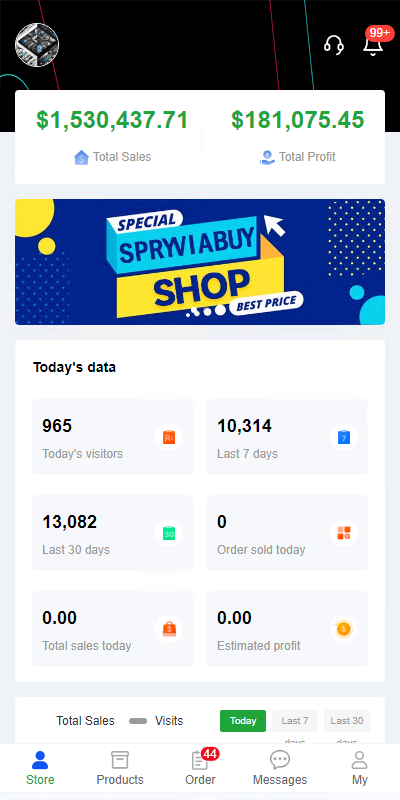 99+
$1,530,437.71
$181,075.45
Total Sales
Total Profit
SPECIAL
SPRYVIABUY
SHOP
BEST PRICE
Today's data
965
Today's visitors
10,314
Last 7 days
7
13,082
Last 30 days
30
0
Order sold today
0.00
Total sales today
0.00
Estimated profit
Total Sales
Visits
Today
Last 7
days
Last 30
days
Store
Products
44
Order
Messages
My